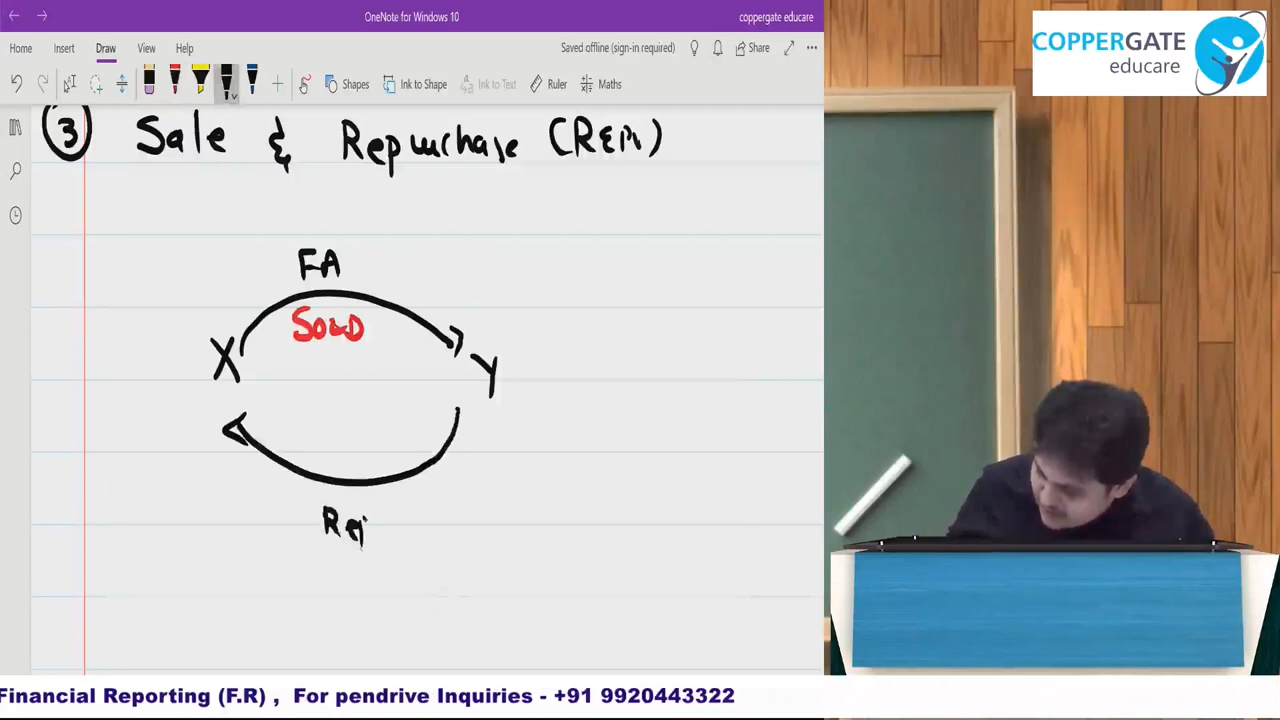 OneNote for Windows 10
coppergate educare
Home Insert Draw View Help
Saved offline (sign-in required)
Share
Shapes
Ink to Shape
Ink to Text
Ruler
Maths
COPPERGATE
educare
3 Sale & Repurchase
FA
SOLD
X
Y
Rep
Financial Reporting (F.R) , For pendrive Inquiries - +91 9920443322